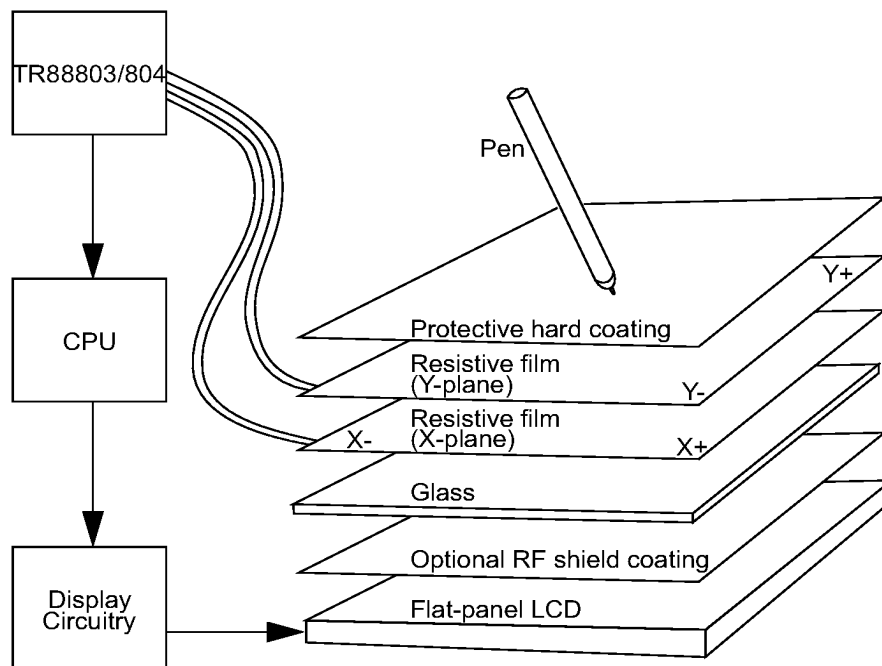 TR88803/804
Pen
Y+
Protective hard coating
CPU
Resistive film
(Y-plane)
Y-
Resistive film
(X-plane)
X-
X+
Glass
Optional RF shield coating
Display
Circuitry
Flat-panel LCD